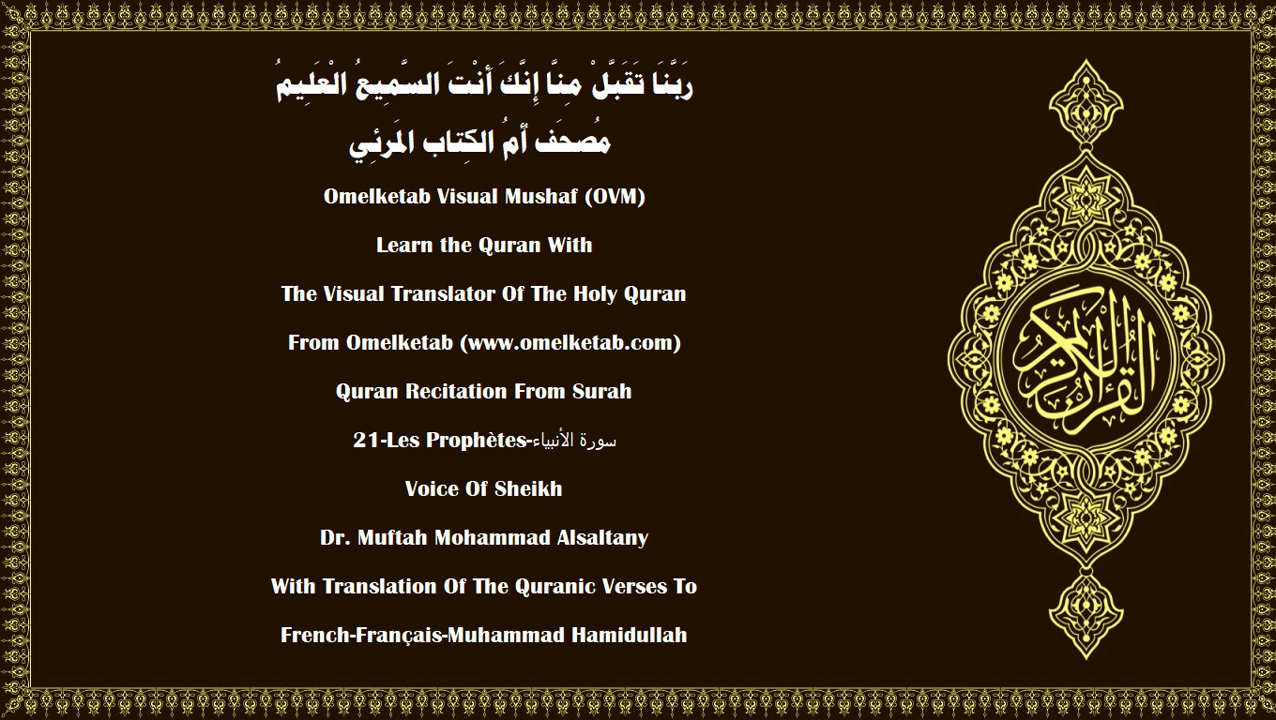 رَبَّنَا تَقَبَّلْ مِنَّا إِنَّكَ أَنْتَ السَّمِيعُ الْعَلِيمُ
مُصحَف أمُ الكِتاب المَرئِي
Omelketab Visual Mushaf (OVM)
Learn the Quran With
The Visual Translator Of The Holy Quran
From Omelketab (www.omelketab.com)
Quran Recitation From Surah
21-Les Prophètes-سورة الأنبياء
Voice Of Sheikh
Dr. Muftah Mohammad Alsaltany
With Translation Of The Quranic Verses To
French-Français-Muhammad Hamidullah
القرآن الكريم